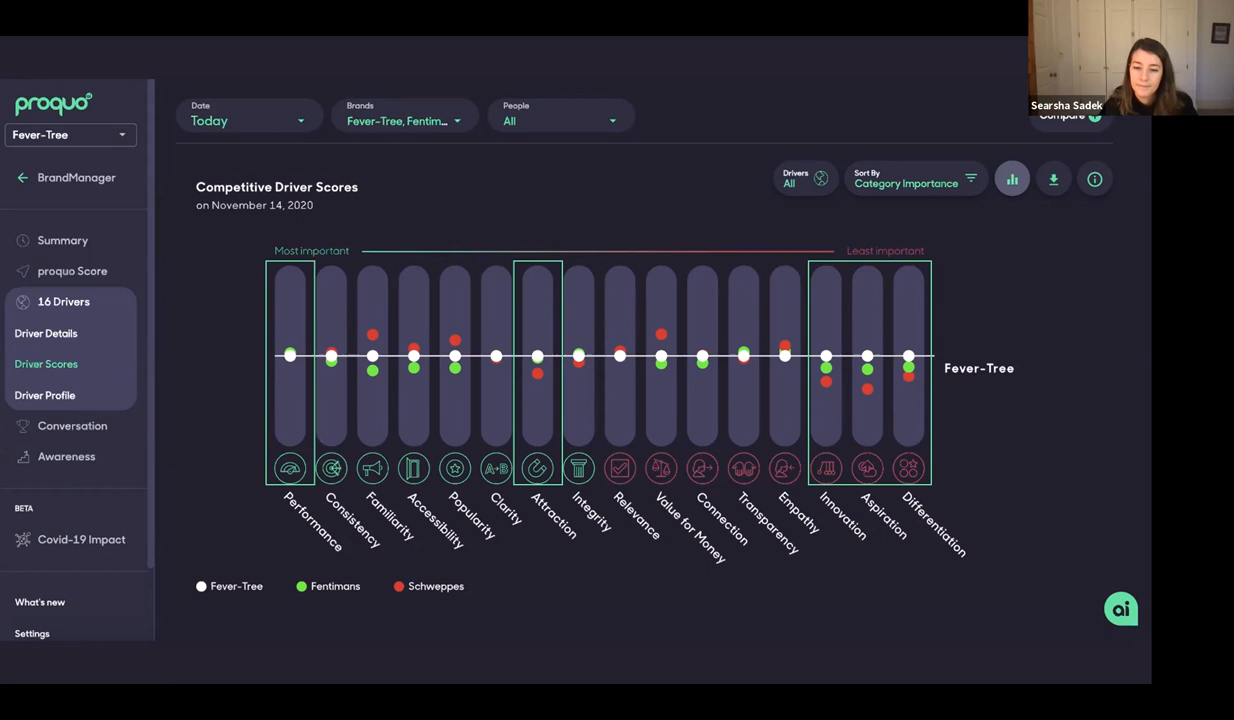 Searsha Sadek
proquo ai
Fever-Tree
BrandManager
Summary
proquo Score
16 Drivers
Driver Details
Driver Scores
Driver Profile
Conversation
Awareness
BETA
Covid-19 Impact
What's new
Settings
Date
Today
Brands
Fever-Tree, Fentim...
People
All
Compare
Competitive Driver Scores
on November 14, 2020
Drivers
All
Sort By
Category Importance
Most important
Least important
Fever-Tree
A+B
Performance
Consistency
Familiarity
Accessibility
Popularity
Clarity
Attraction
Integrity
Relevance
Value for Money
Connection
Transparency
Empathy
Innovation
Aspiration
Differentiation
Fever-Tree
Fentimans
Schweppes
ai